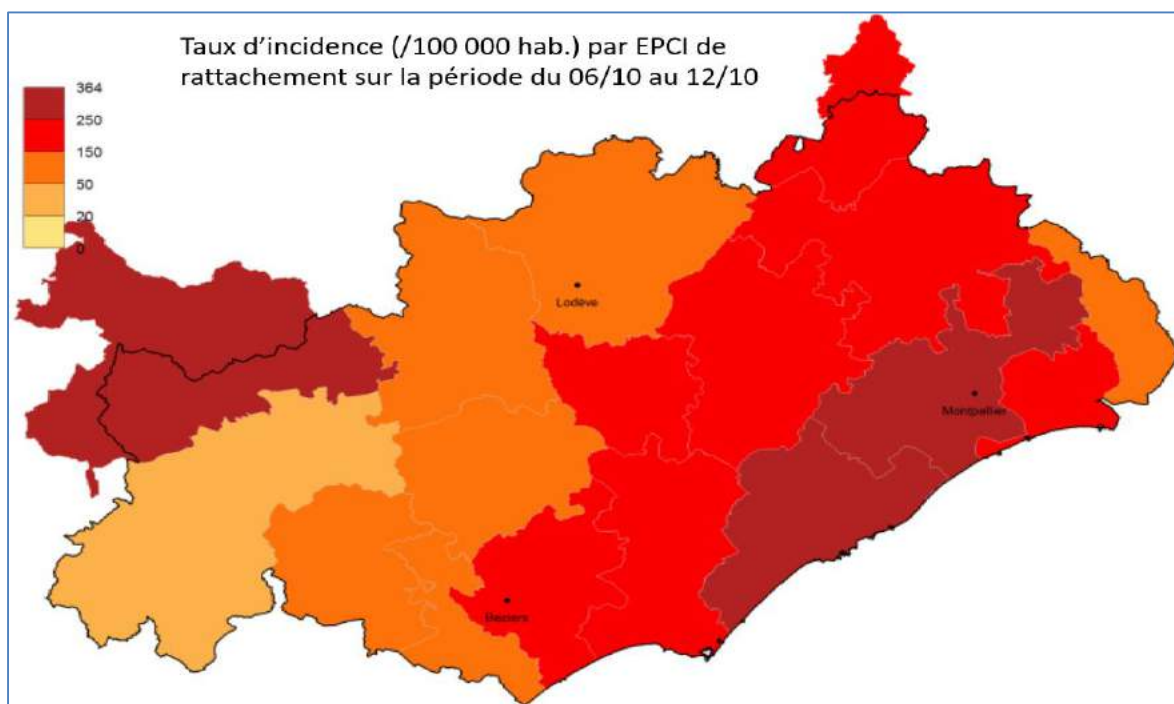 Taux d'incidence (/100 000 hab.) par EPCI de
rattachement sur la période du 06/10 au 12/10
364
250
150
50
20
0
Lodève
Montpellier
Béziers